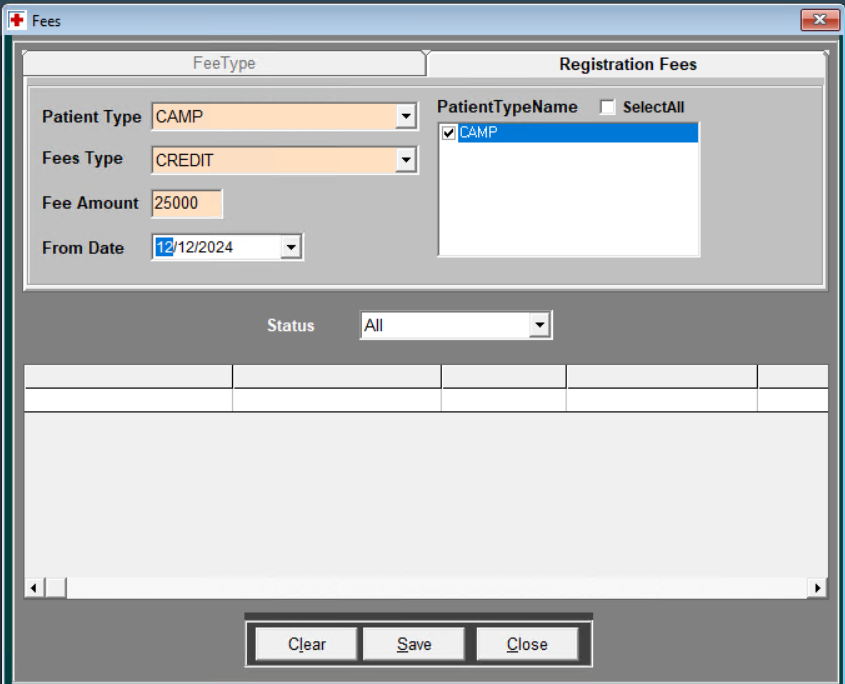 Fees
FeeType
Registration Fees
Patient Type CAMP
PatientTypeName SelectAll
CAMP
Fees Type CREDIT
Fee Amount 25000
From Date 12/12/2024
Status All
Clear Save Close